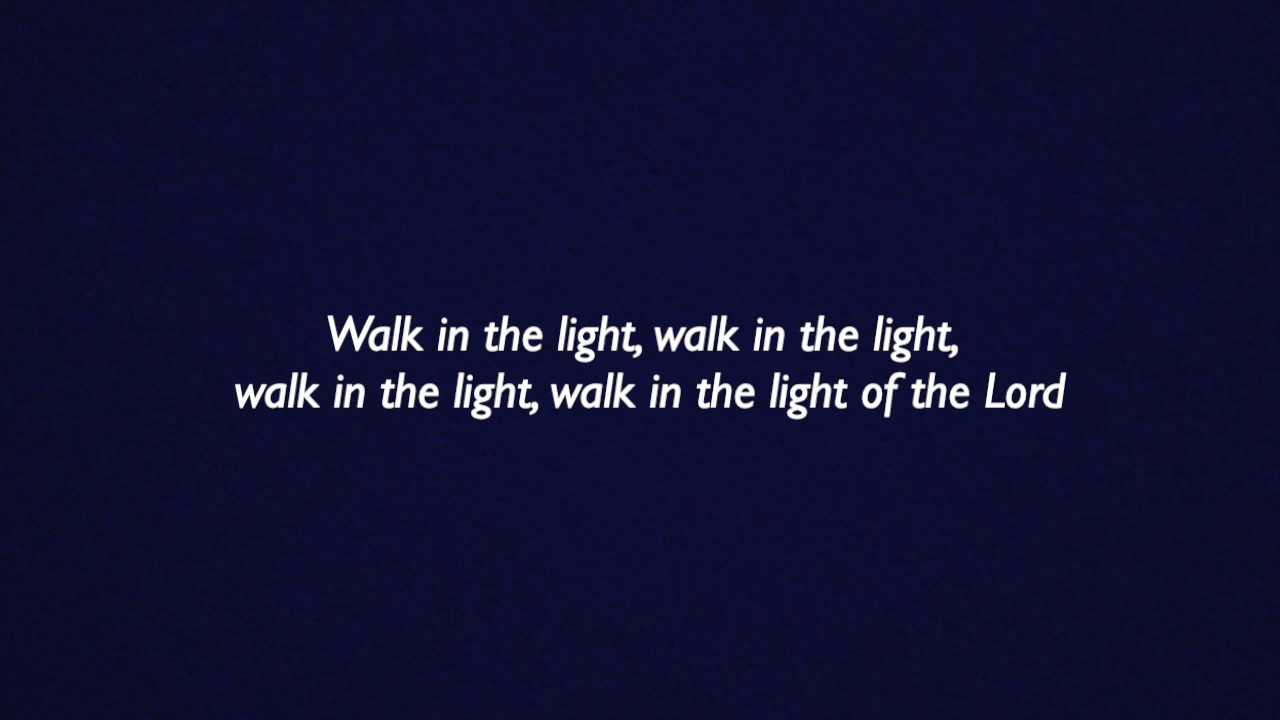 Walk in the light, walk in the light,
walk in the light, walk in the light of the Lord